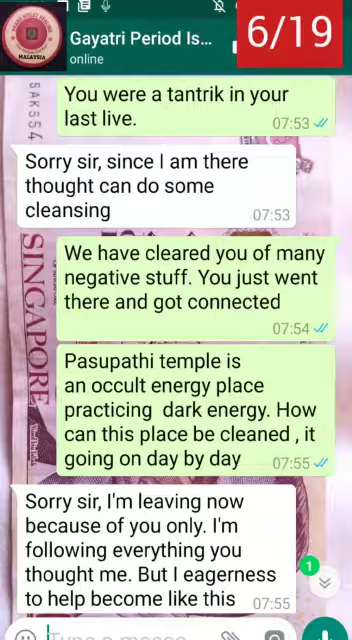 6/19
Gayatri Period Is...
online
MALAYSIA
You were a tantrik in your
last live.
07:53
Sorry sir, since I am there
thought can do some
cleansing
07:53
We have cleared you of many
negative stuff. You just went
there and got connected
07:54
Pasupathi temple is
an occult energy place
practicing dark energy. How
can this place be cleaned , it
going on day by day
07:55
Sorry sir, I'm leaving now
because of you only. I'm
following everything you
thought me. But I eagerness
to help become like this
07:55
1
SINGAPORE